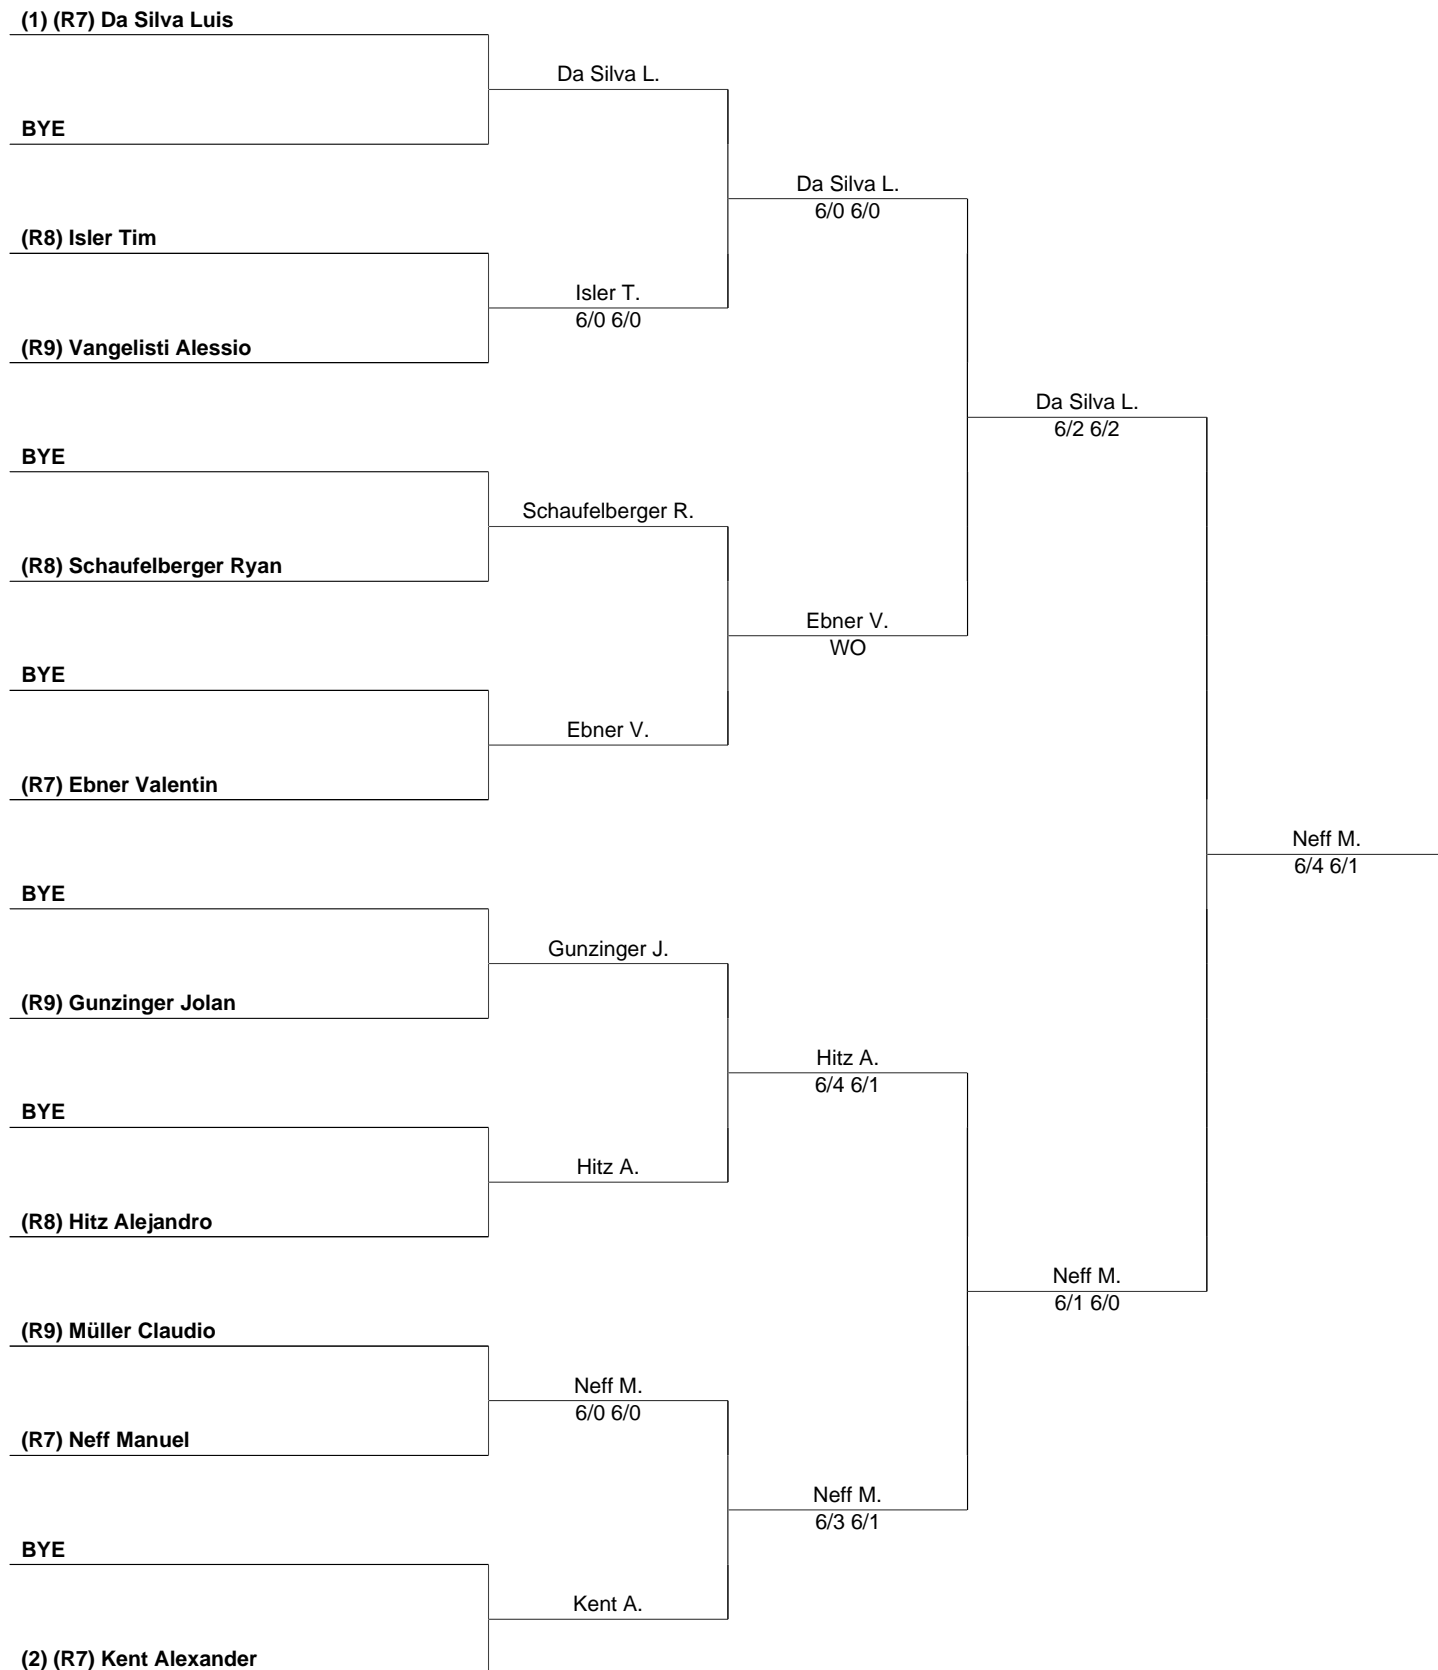 (1) (R7) Da Silva Luis
Da Silva L.
BYE
Da Silva L.
6/0 6/0
(R8) Isler Tim
Isler T.
6/0 6/0
(R9) Vangelisti Alessio
Da Silva L.
6/2 6/2
BYE
Schaufelberger R.
(R8) Schaufelberger Ryan
Ebner V.
WO
BYE
Ebner V.
(R7) Ebner Valentin
Neff M.
6/4 6/1
BYE
Gunzinger J.
(R9) Gunzinger Jolan
Hitz A.
6/4 6/1
BYE
Hitz A.
(R8) Hitz Alejandro
Neff M.
6/1 6/0
(R9) Müller Claudio
Neff M.
6/0 6/0
(R7) Neff Manuel
Neff M.
6/3 6/1
BYE
Kent A.
(2) (R7) Kent Alexander